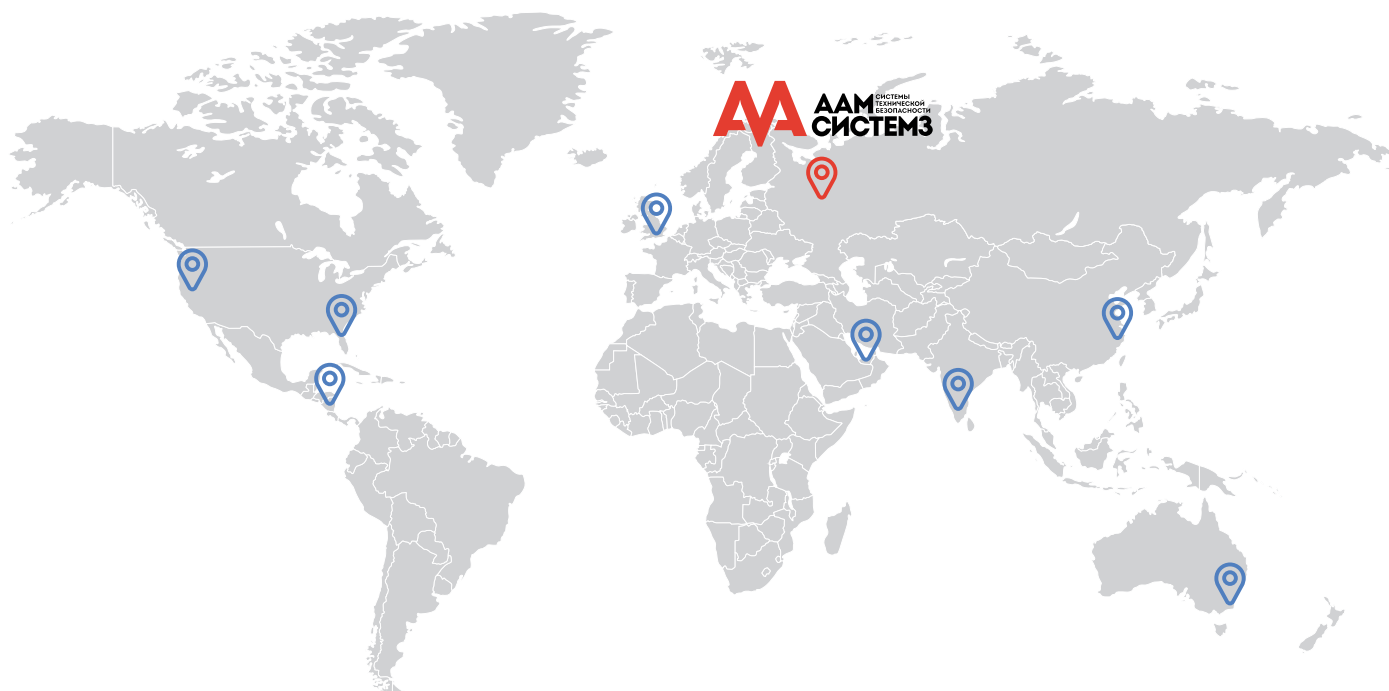 ААМ
СИСТЕМЫ
ТЕХНИЧЕСКОЙ
БЕЗОПАСНОСТИ
СИСТЕМЗ